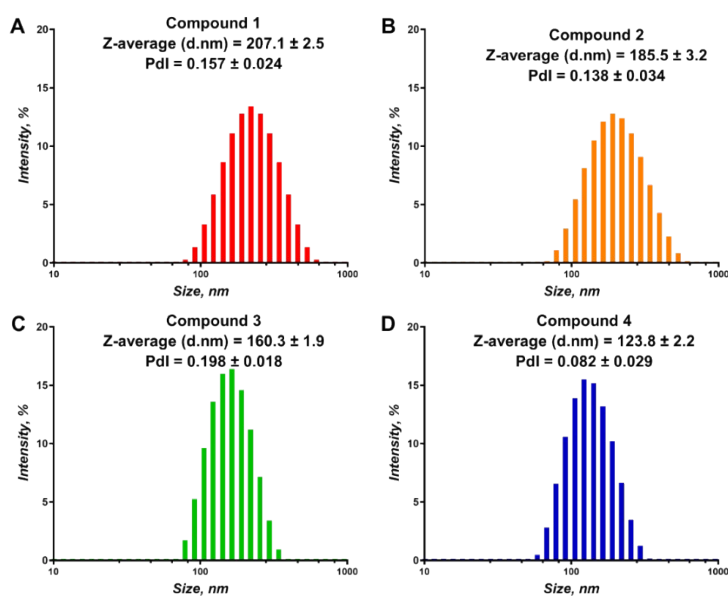 A
Compound 1
Z-average (d.nm) = 207.1 ± 2.5
PdI = 0.157 ± 0.024
20
15
10
5
0
Intensity, %
10
100
1000
Size, nm
B
Compound 2
Z-average (d.nm) = 185.5 ± 3.2
PdI = 0.138 ± 0.034
20
15
10
5
0
Intensity, %
10
100
1000
Size, nm
C
Compound 3
Z-average (d.nm) = 160.3 ± 1.9
PdI = 0.198 ± 0.018
20
15
10
5
0
Intensity, %
10
100
1000
Size, nm
D
Compound 4
Z-average (d.nm) = 123.8 ± 2.2
PdI = 0.082 ± 0.029
20
15
10
5
0
Intensity, %
10
100
1000
Size, nm